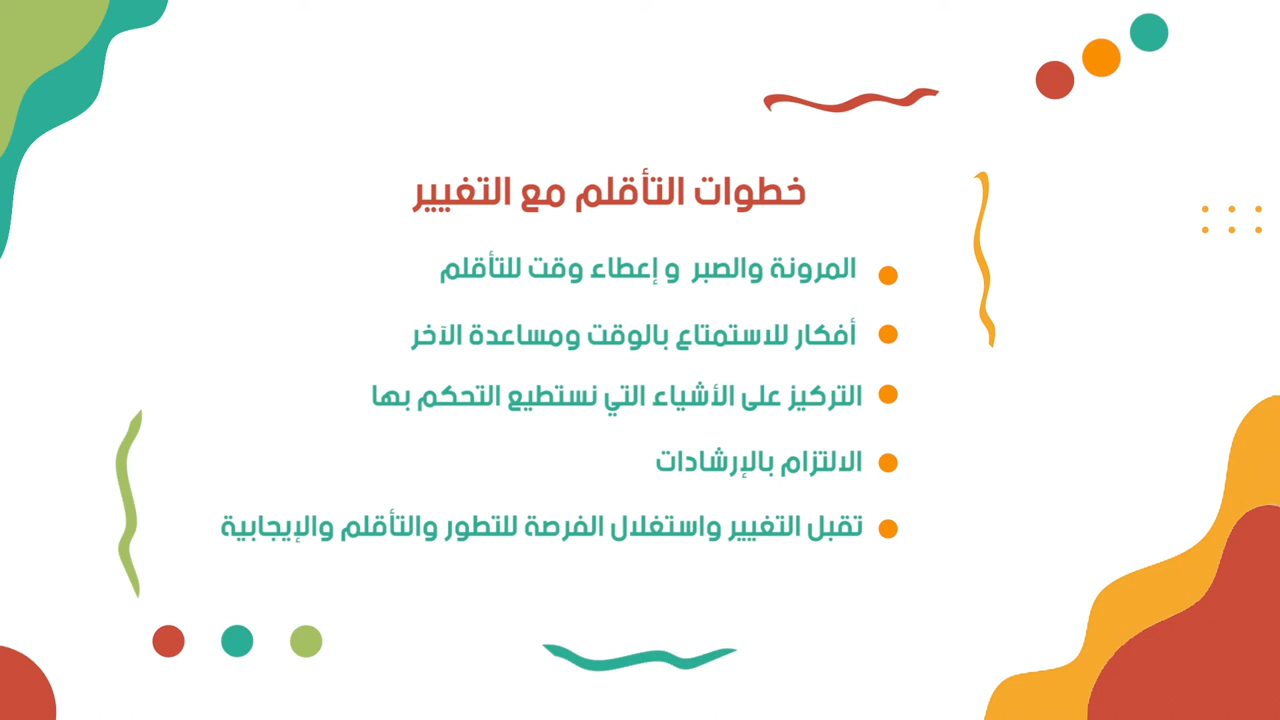 خطوات التأقلم مع التغيير
المرونة والصبر و إعطاء وقت للتأقلم
أفكار للاستمتاع بالوقت ومساعدة الآخر
التركيز على الأشياء التي نستطيع التحكم بها
الالتزام بالإرشادات
تقبل التغيير واستغلال الفرصة للتطور والتأقلم والإيجابية